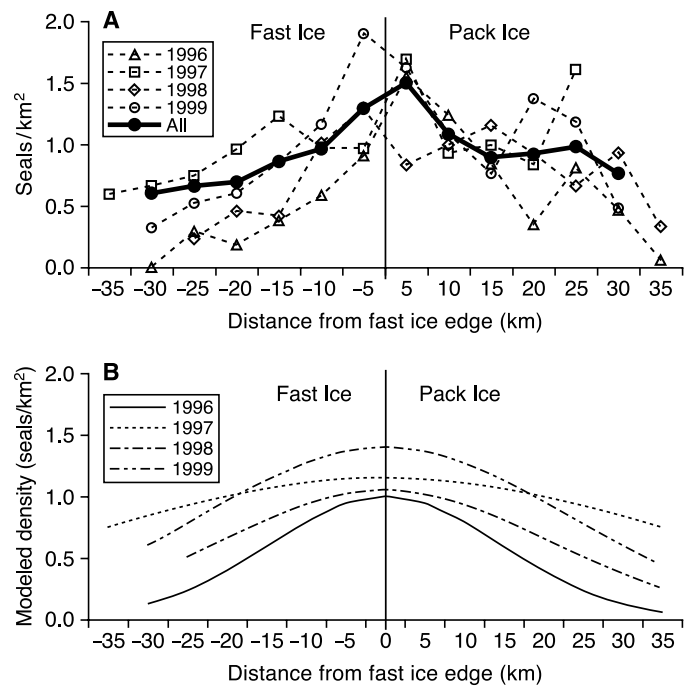 A
Fast Ice Pack Ice
1996
1997
1998
1999
All
Seals/km²
2.0
1.5
1.0
0.5
0.0
−35 −30 −25 −20 −15 −10 −5 5 10 15 20 25 30 35
Distance from fast ice edge (km)
B
Fast Ice Pack Ice
1996
1997
1998
1999
Modeled density (seals/km²)
2.0
1.5
1.0
0.5
0.0
−35 −30 −25 −20 −15 −10 −5 0 5 10 15 20 25 30 35
Distance from fast ice edge (km)